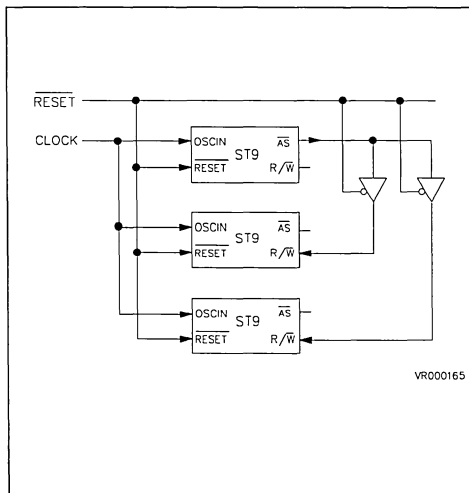 RESET
CLOCK
OSCIN
AS
ST9
RESET
R/W
OSCIN
AS
ST9
RESET
R/W
OSCIN
AS
ST9
RESET
R/W
VR000165